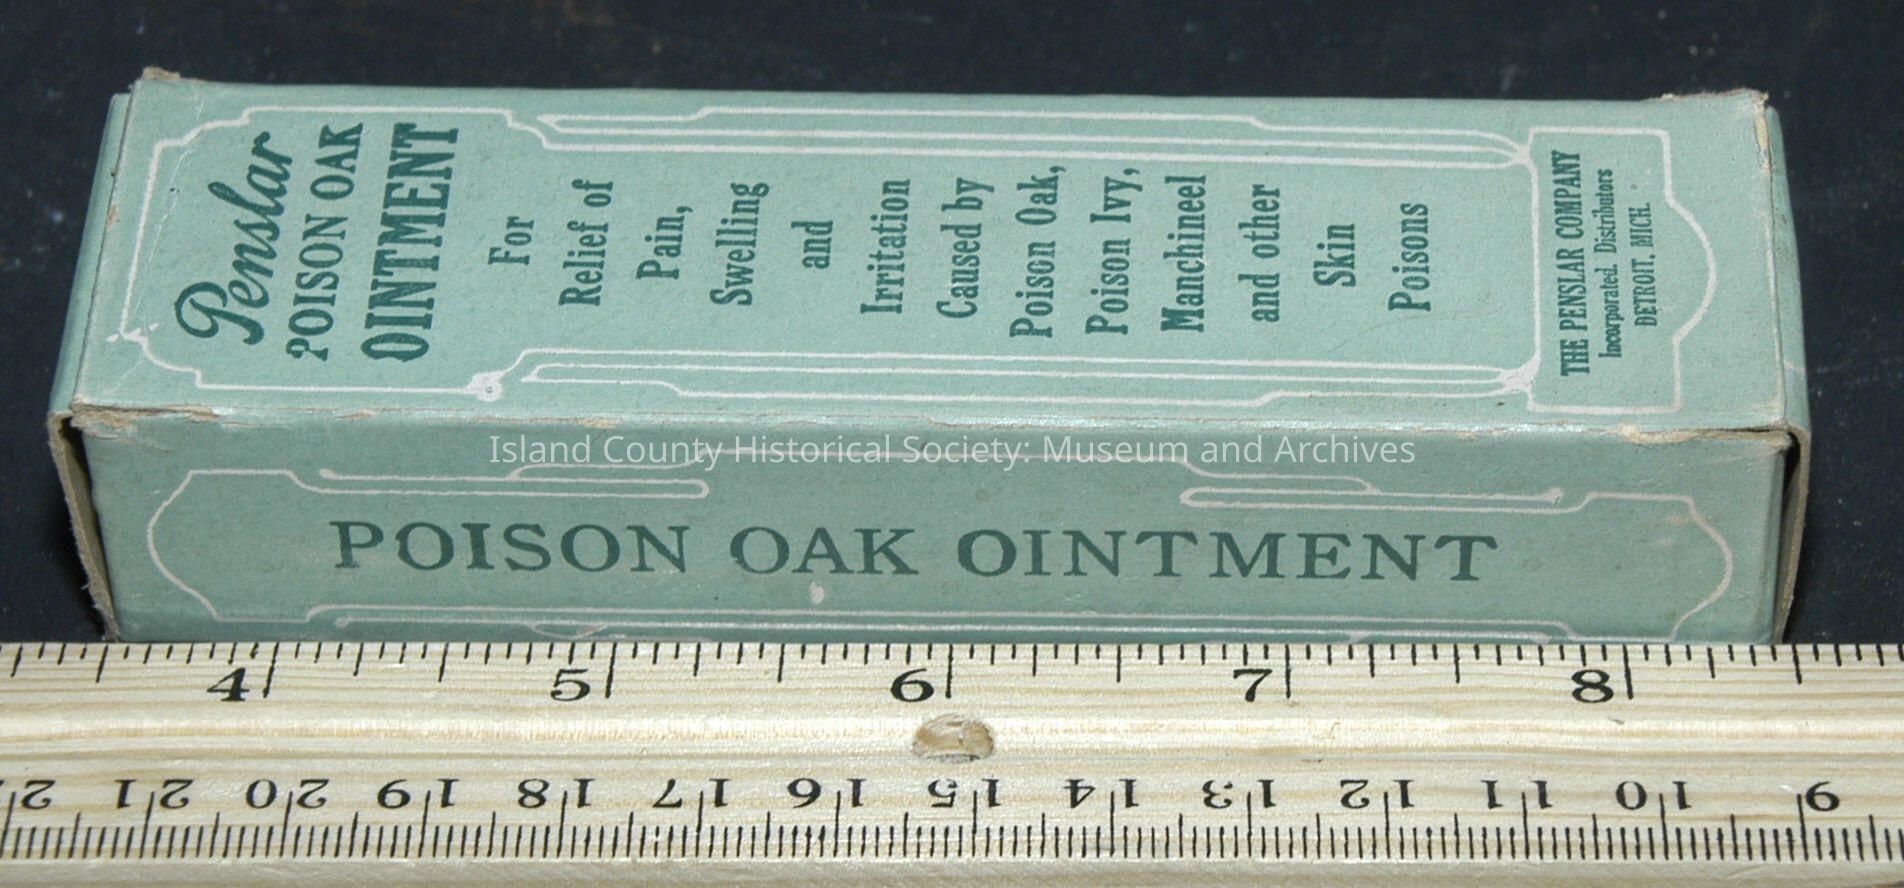 Penslar
POISON OAK
OINTMENT
For
Relief of
Pain,
Swelling
and
Irritation
Caused by
Poison Oak,
Poison Ivy,
Manchineel
and other
Skin
Poisons
THE PENSLAR COMPANY
Incorporated. Distributors
DETROIT, MICH.
Island County Historical Society: Museum and Archives
POISON OAK OINTMENT
4 5 6 7 8
9 10 11 12 13 14 15 16 17 18 19 20 21